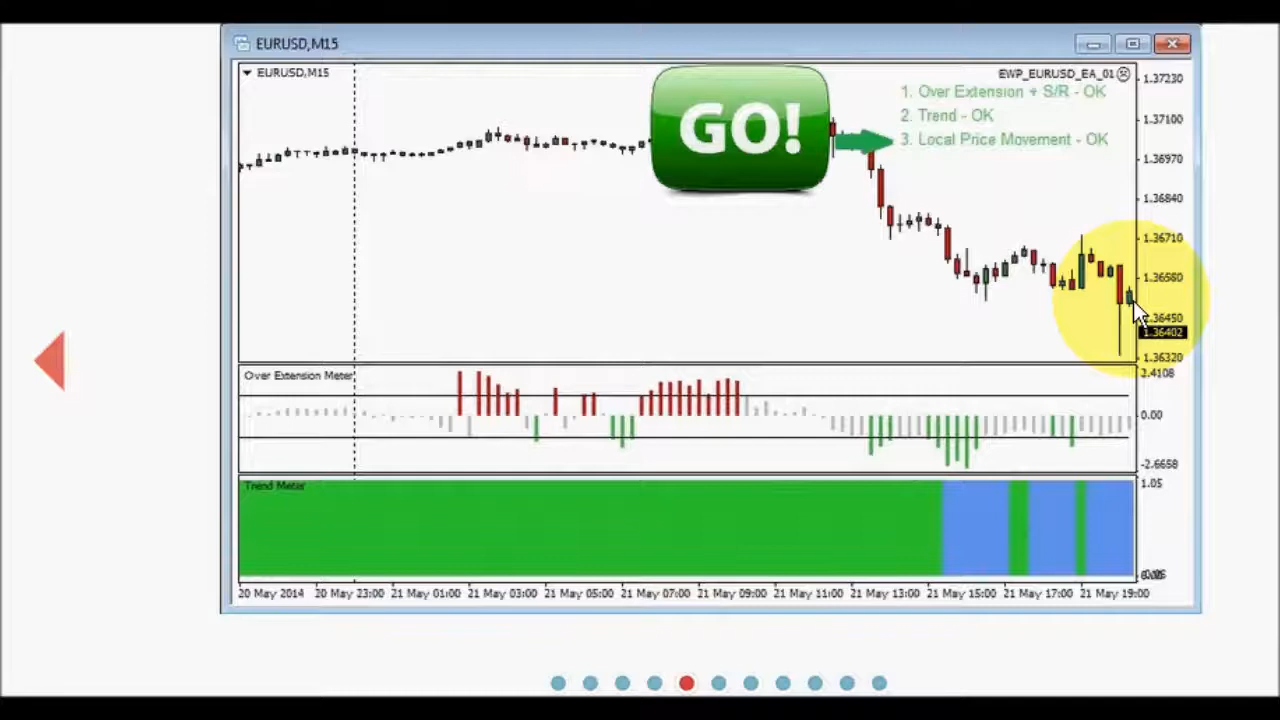 EURUSD,M15
EURUSD,M15
EWP_EURUSD_EA_01
GO!
1. Over Extension + S/R - OK
2. Trend - OK
3. Local Price Movement - OK
1.37230
1.37100
1.36970
1.36840
1.36710
1.36580
1.36450
1.36402
1.36320
Over Extension Meter
2.4108
0.00
-2.6658
Trend Meter
1.05
20 May 2014 20 May 23:00 21 May 01:00 21 May 03:00 21 May 05:00 21 May 07:00 21 May 09:00 21 May 11:00 21 May 13:00 21 May 15:00 21 May 17:00 21 May 19:00